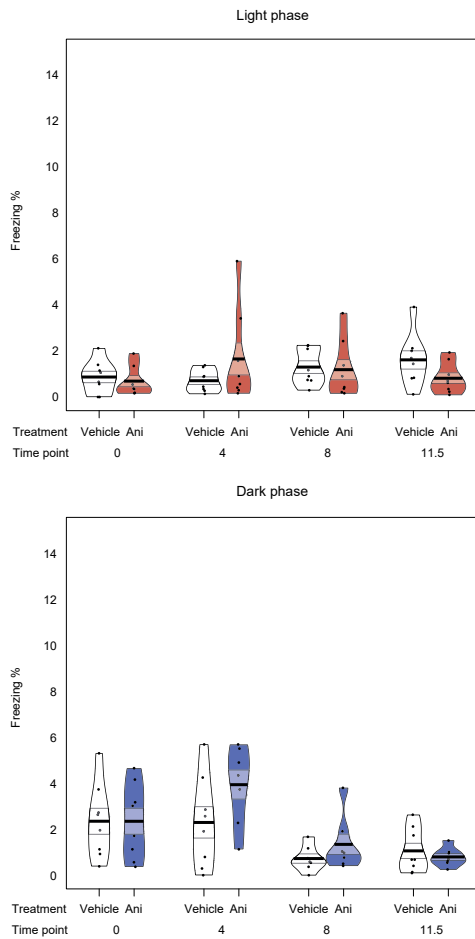 Light phase
14
12
10
8
6
4
2
0
Freezing %
Treatment Vehicle Ani Vehicle Ani Vehicle Ani Vehicle Ani
Time point 0 4 8 11.5
Dark phase
14
12
10
8
6
4
2
0
Freezing %
Treatment Vehicle Ani Vehicle Ani Vehicle Ani Vehicle Ani
Time point 0 4 8 11.5